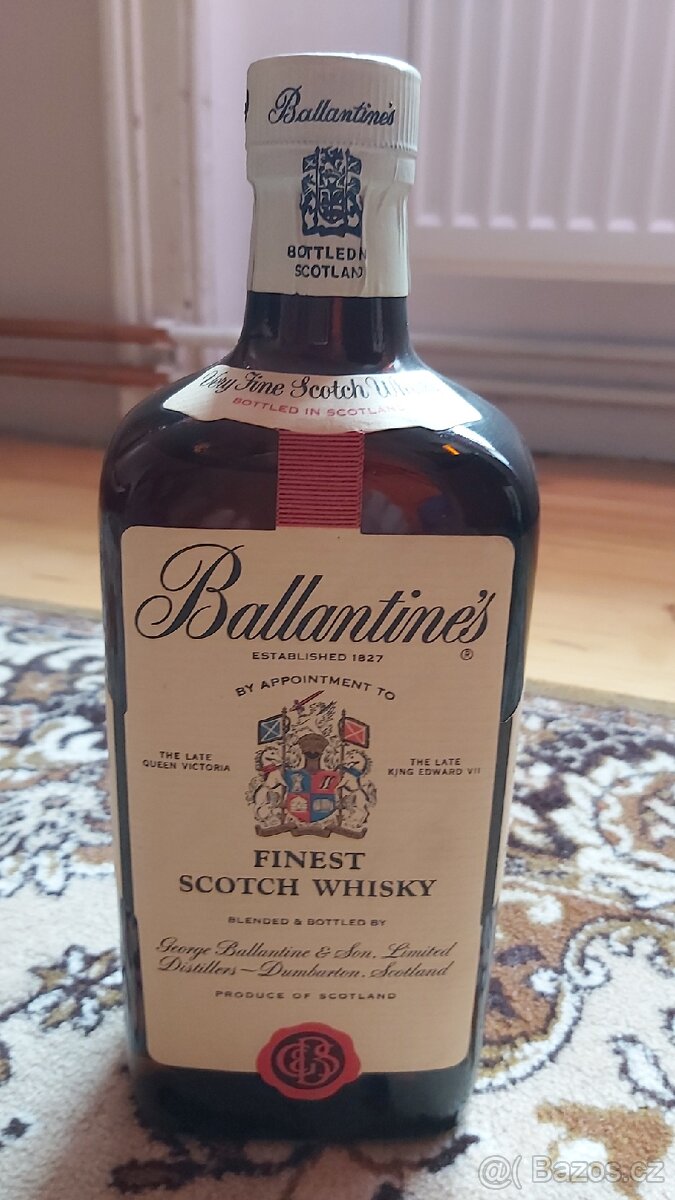 Ballantine's
BOTTLED IN
SCOTLAND
Very Fine Scotch
BOTTLED IN SCOTLAND
Ballantine's
ESTABLISHED 1827
®
BY APPOINTMENT TO
THE LATE
QUEEN VICTORIA
THE LATE
KING EDWARD VII
FINEST
SCOTCH WHISKY
BLENDED & BOTTLED BY
George Ballantine & Son, Limited
Distillers – Dumbarton, Scotland
PRODUCE OF SCOTLAND
GBS
@( Bazos.cz